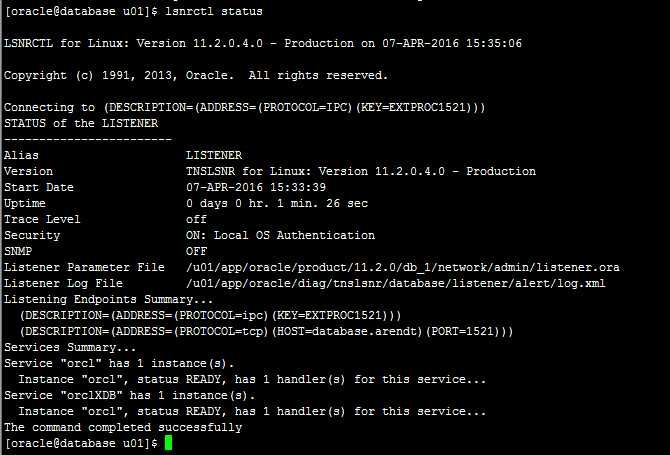 [oracle@database u01]$ lsnrctl status
LSNRCTL for Linux: Version 11.2.0.4.0 - Production on 07-APR-2016 15:35:06
Copyright (c) 1991, 2013, Oracle.  All rights reserved.
Connecting to (DESCRIPTION=(ADDRESS=(PROTOCOL=IPC)(KEY=EXTPROC1521)))
STATUS of the LISTENER
------------------------
Alias                     LISTENER
Version                   TNSLSNR for Linux: Version 11.2.0.4.0 - Production
Start Date                07-APR-2016 15:33:39
Uptime                    0 days 0 hr. 1 min. 26 sec
Trace Level               off
Security                  ON: Local OS Authentication
SNMP                      OFF
Listener Parameter File   /u01/app/oracle/product/11.2.0/db_1/network/admin/listener.ora
Listener Log File         /u01/app/oracle/diag/tnslsnr/database/listener/alert/log.xml
Listening Endpoints Summary...
  (DESCRIPTION=(ADDRESS=(PROTOCOL=ipc)(KEY=EXTPROC1521)))
  (DESCRIPTION=(ADDRESS=(PROTOCOL=tcp)(HOST=database.arendt)(PORT=1521)))
Services Summary...
Service "orcl" has 1 instance(s).
  Instance "orcl", status READY, has 1 handler(s) for this service...
Service "orclXDB" has 1 instance(s).
  Instance "orcl", status READY, has 1 handler(s) for this service...
The command completed successfully
[oracle@database u01]$